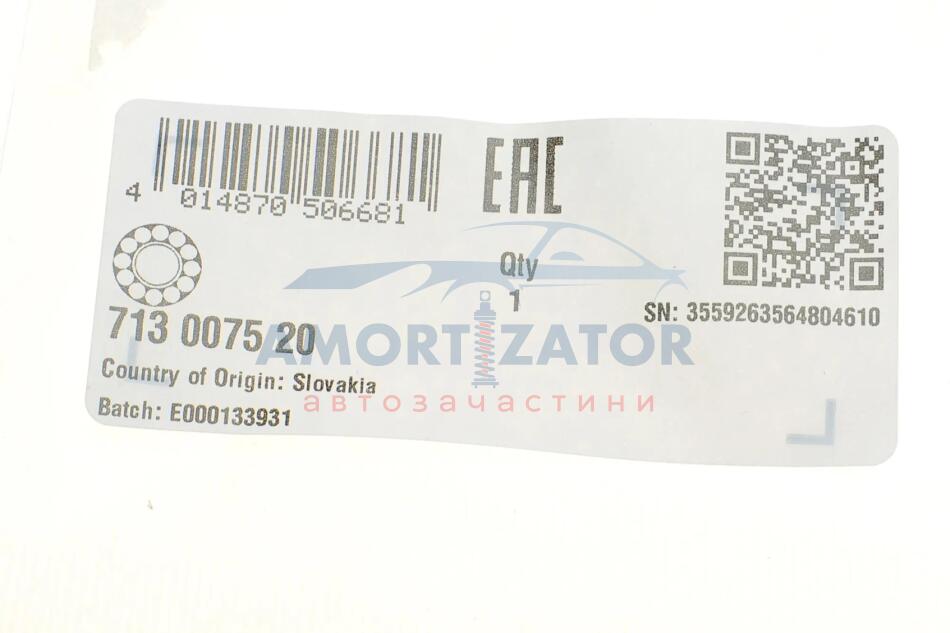 4 014870 506681
EAC
Qty
1
SN: 3559263564804610
713 0075 20
AMORTIZATOR
автозачастини
Country of Origin: Slovakia
Batch: E000133931